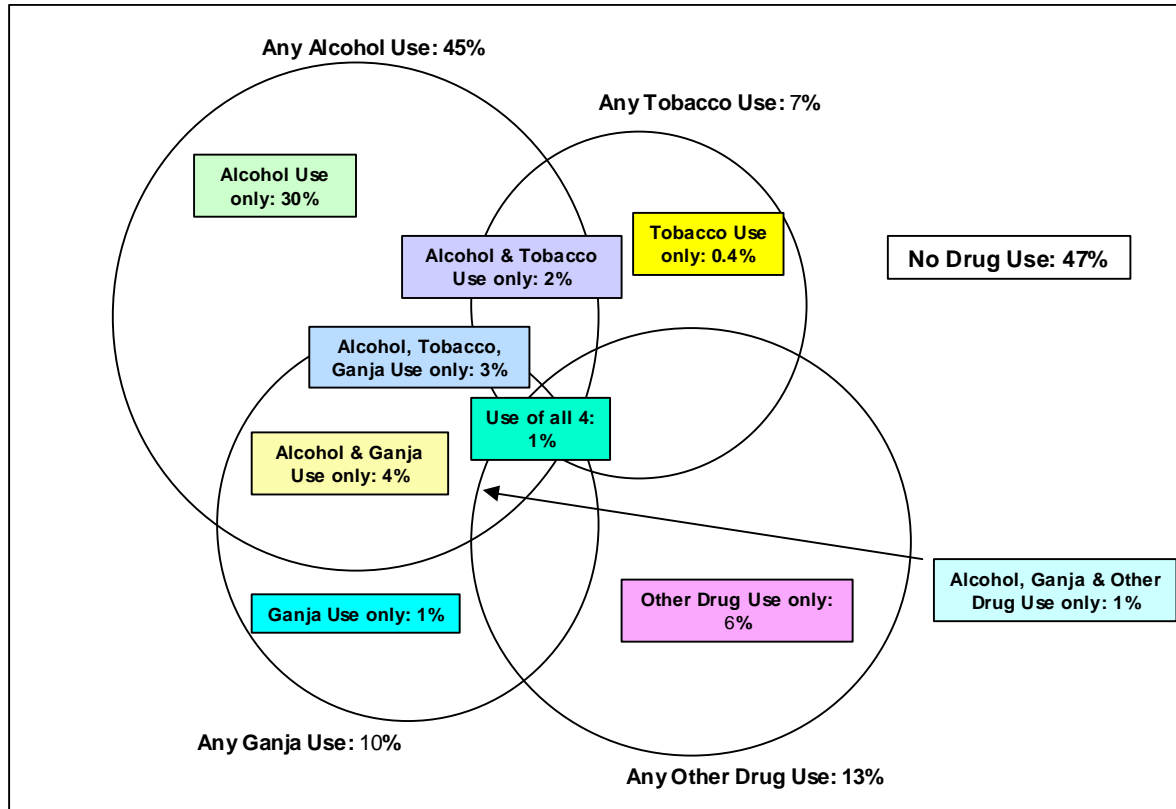 Any Alcohol Use: 45%
Any Tobacco Use: 7%
Alcohol Use
only: 30%
Alcohol & Tobacco
Use only: 2%
Tobacco Use
only: 0.4%
No Drug Use: 47%
Alcohol, Tobacco,
Ganja Use only: 3%
Use of all 4:
1%
Alcohol & Ganja
Use only: 4%
Ganja Use only: 1%
Other Drug Use only:
6%
Alcohol, Ganja & Other
Drug Use only: 1%
Any Ganja Use: 10%
Any Other Drug Use: 13%